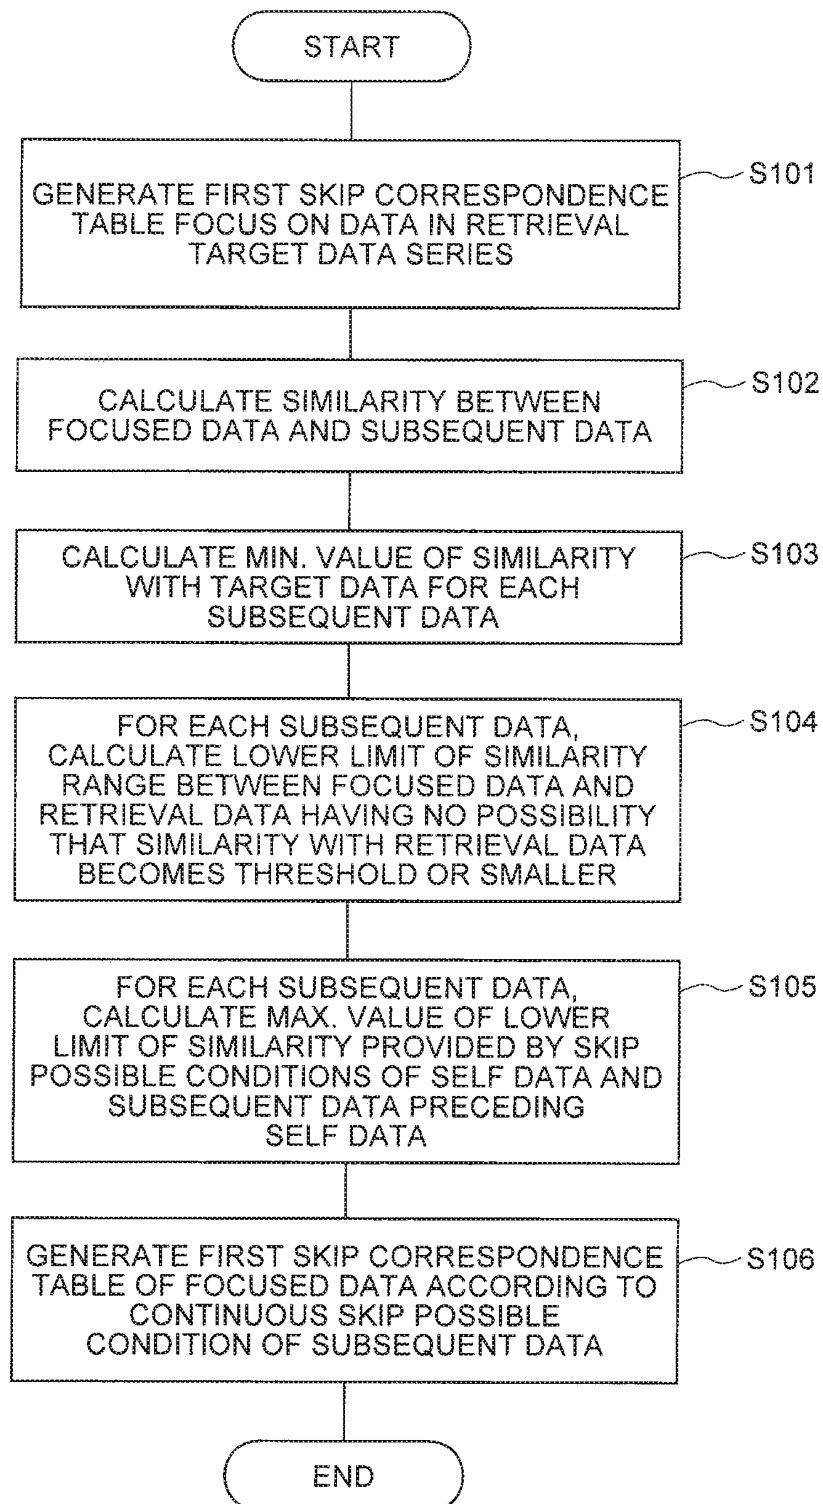 START
GENERATE FIRST SKIP CORRESPONDENCE
TABLE FOCUS ON DATA IN RETRIEVAL
TARGET DATA SERIES
S101
CALCULATE SIMILARITY BETWEEN
FOCUSED DATA AND SUBSEQUENT DATA
S102
CALCULATE MIN. VALUE OF SIMILARITY
WITH TARGET DATA FOR EACH
SUBSEQUENT DATA
S103
FOR EACH SUBSEQUENT DATA,
CALCULATE LOWER LIMIT OF SIMILARITY
RANGE BETWEEN FOCUSED DATA AND
RETRIEVAL DATA HAVING NO POSSIBILITY
THAT SIMILARITY WITH RETRIEVAL DATA
BECOMES THRESHOLD OR SMALLER
S104
FOR EACH SUBSEQUENT DATA,
CALCULATE MAX. VALUE OF LOWER
LIMIT OF SIMILARITY PROVIDED BY SKIP
POSSIBLE CONDITIONS OF SELF DATA AND
SUBSEQUENT DATA PRECEDING
SELF DATA
S105
GENERATE FIRST SKIP CORRESPONDENCE
TABLE OF FOCUSED DATA ACCORDING TO
CONTINUOUS SKIP POSSIBLE
CONDITION OF SUBSEQUENT DATA
S106
END